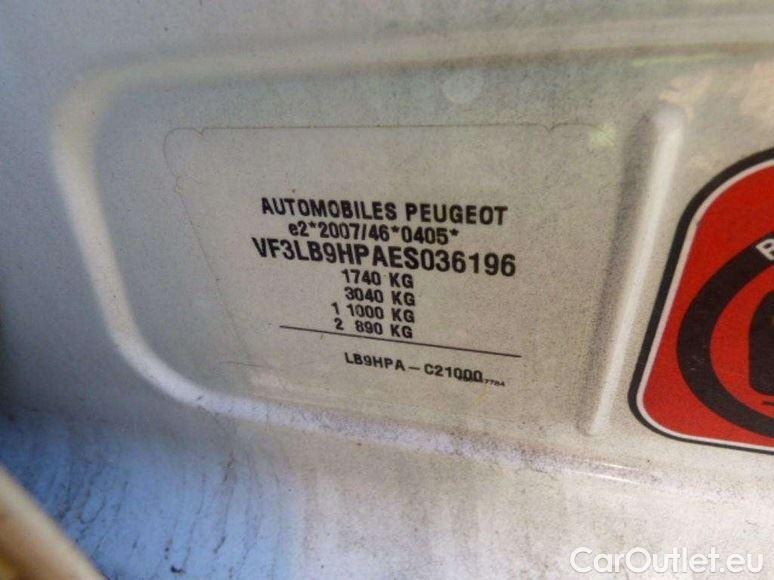 AUTOMOBILES PEUGEOT
e2*2007/46*0405*
VF3LB9HPAES036196
1740 KG
3040 KG
1 1000 KG
2 890 KG
LB9HPA-C21000
CarOutlet.eu